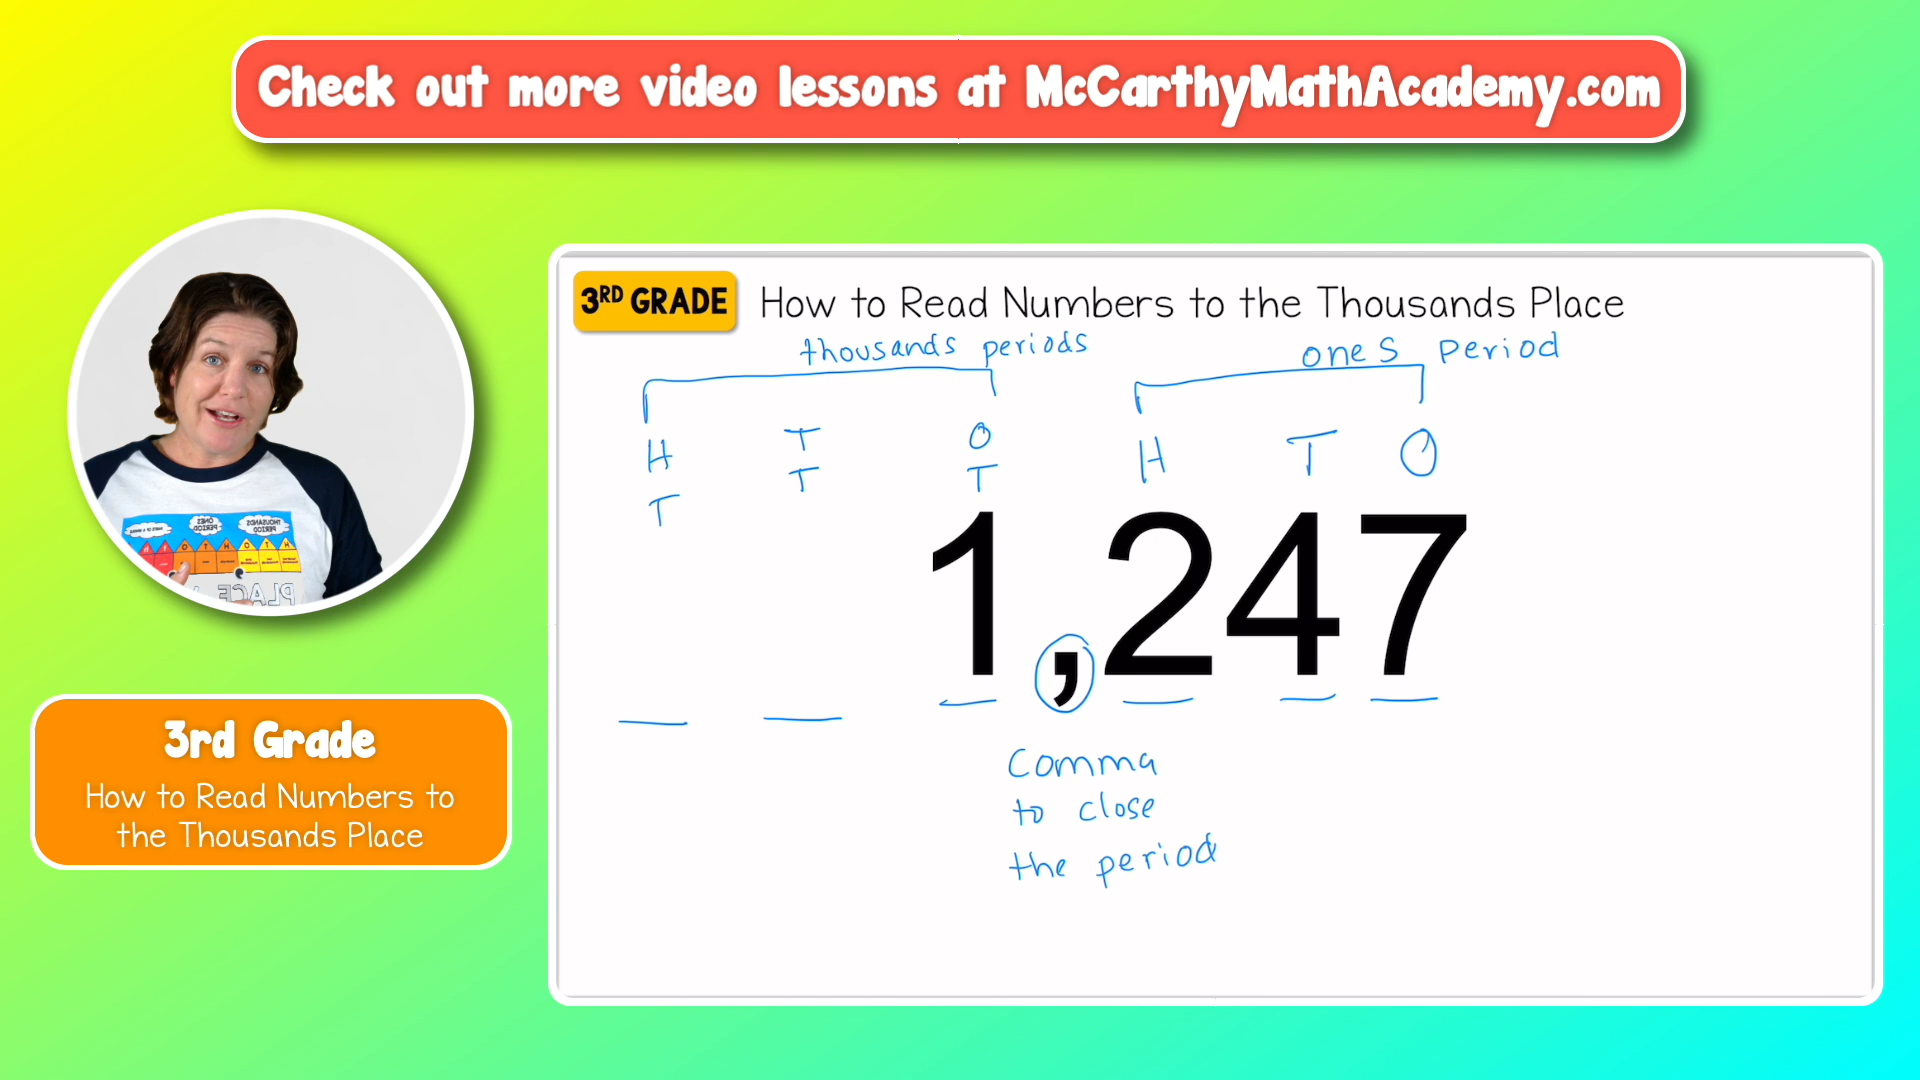 Check out more video lessons at McCarthyMathAcademy.com
3RD GRADE How to Read Numbers to the Thousands Place
thousands periods ones Period
H T O H T O
T T T
1,247
Comma
to close
the period
3rd Grade
How to Read Numbers to
the Thousands Place